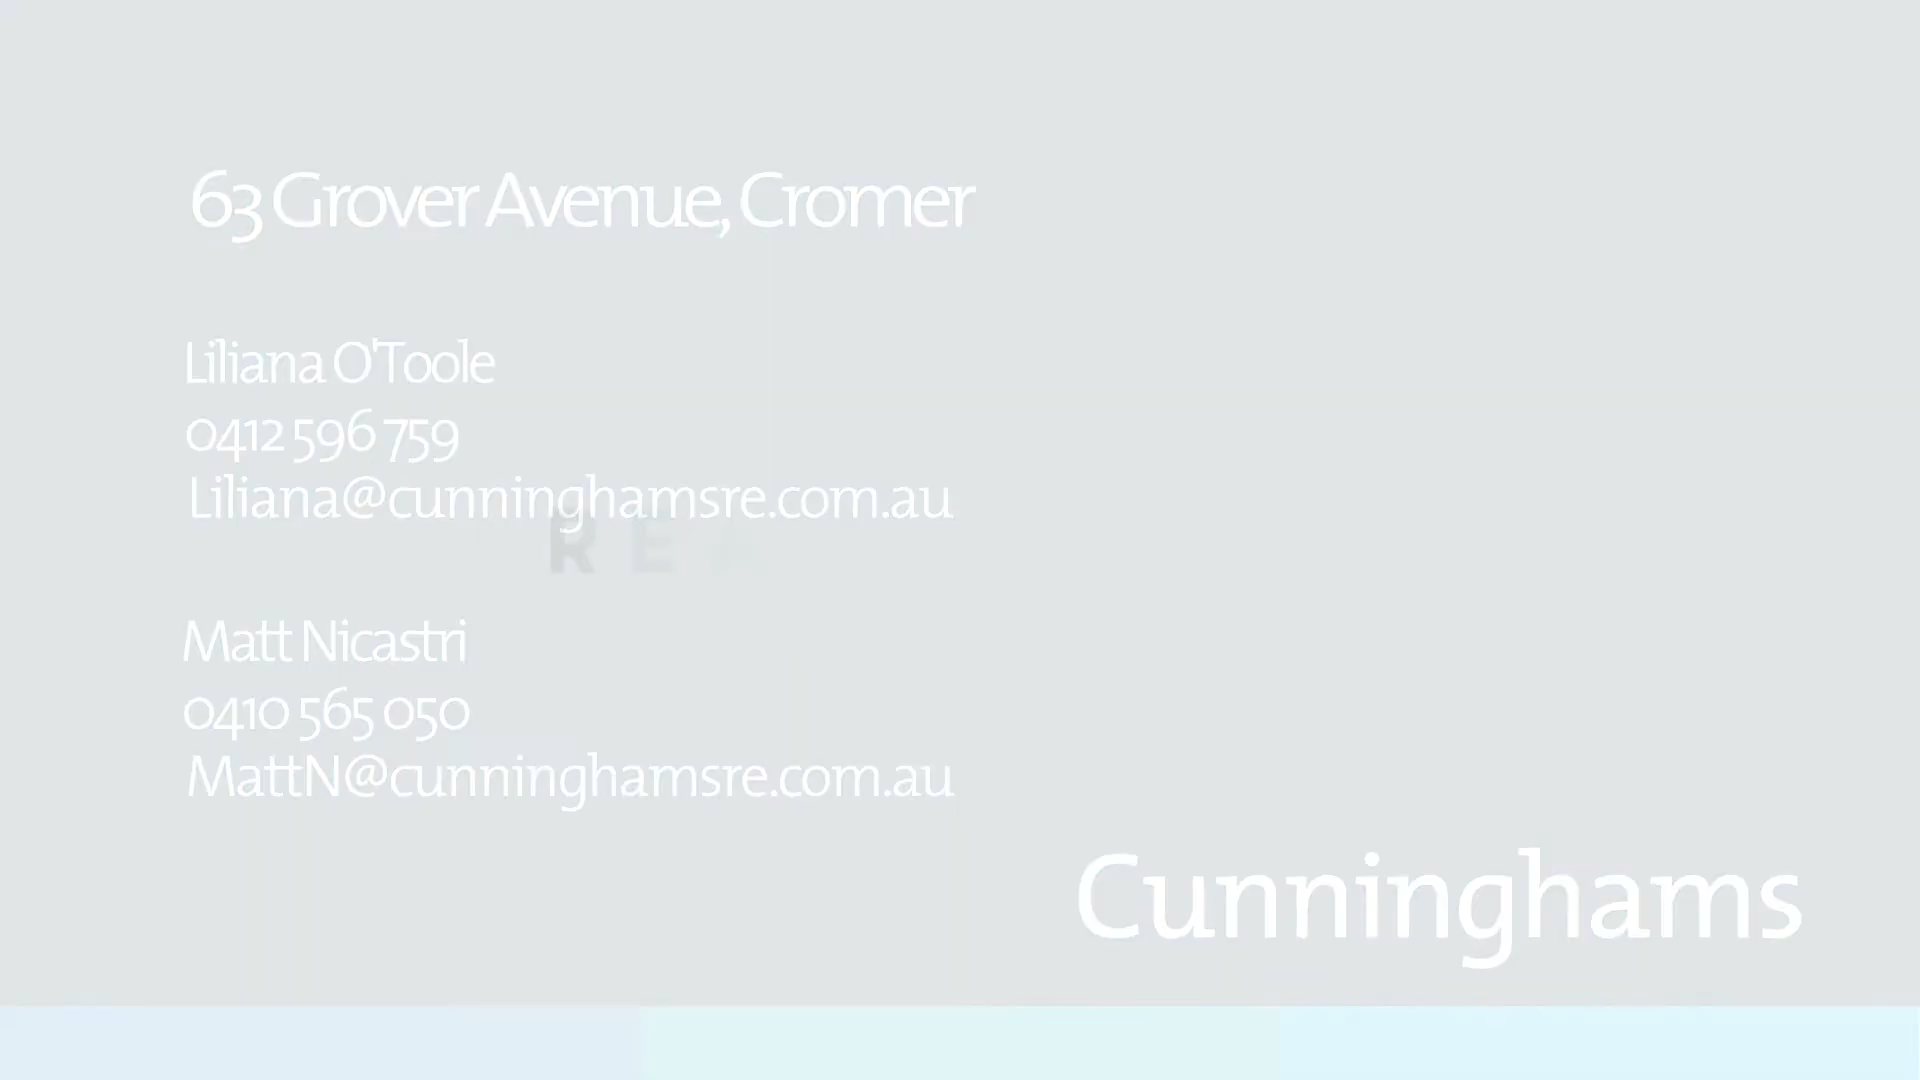 63 Grover Avenue, Cromer
Liliana O'Toole
0412 596 759
Liliana@cunninghamsre.com.au
REA
Matt Nicastri
0410 565 050
MattN@cunninghamsre.com.au
Cunninghams